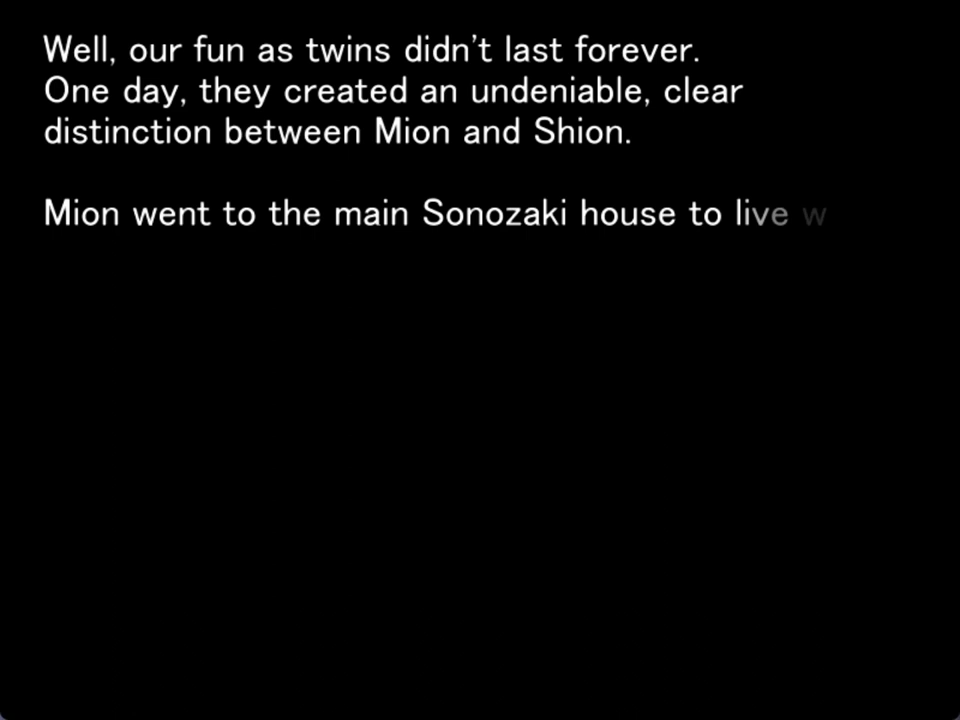 Well, our fun as twins didn't last forever.
One day, they created an undeniable, clear
distinction between Mion and Shion.
Mion went to the main Sonozaki house to live w